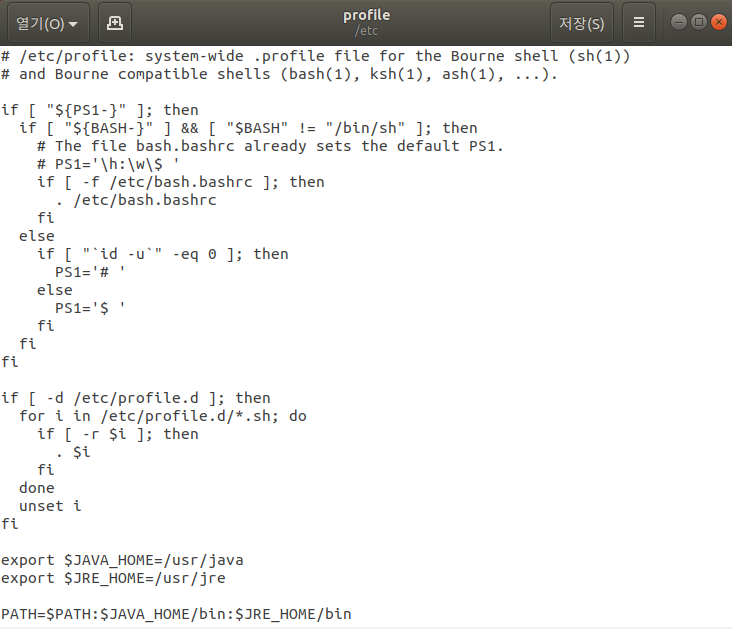 열기(O)
profile
/etc
저장(S)
# /etc/profile: system-wide .profile file for the Bourne shell (sh(1))
# and Bourne compatible shells (bash(1), ksh(1), ash(1), ...).

if [ "${PS1-}" ]; then
  if [ "${BASH-}" ] && [ "$BASH" != "/bin/sh" ]; then
    # The file bash.bashrc already sets the default PS1.
    # PS1='\h:\w\$ '
    if [ -f /etc/bash.bashrc ]; then
      . /etc/bash.bashrc
    fi
  else
    if [ "`id -u`" -eq 0 ]; then
      PS1='# '
    else
      PS1='$ '
    fi
  fi
fi

if [ -d /etc/profile.d ]; then
  for i in /etc/profile.d/*.sh; do
    if [ -r $i ]; then
      . $i
    fi
  done
  unset i
fi

export $JAVA_HOME=/usr/java
export $JRE_HOME=/usr/jre

PATH=$PATH:$JAVA_HOME/bin:$JRE_HOME/bin